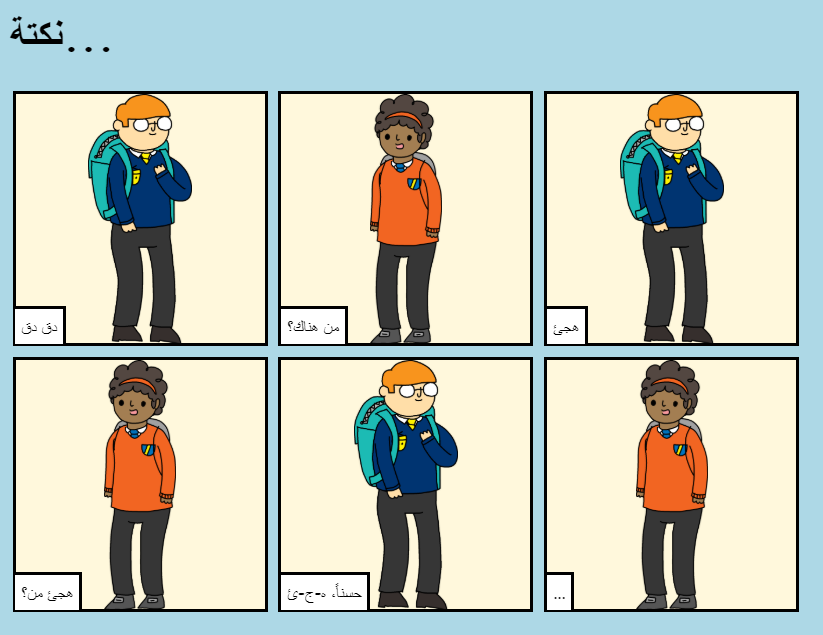 نكتة...
دق دق
من هناك؟
هجئ
هجئ من؟
حسناً، ه-ج-ئ
...